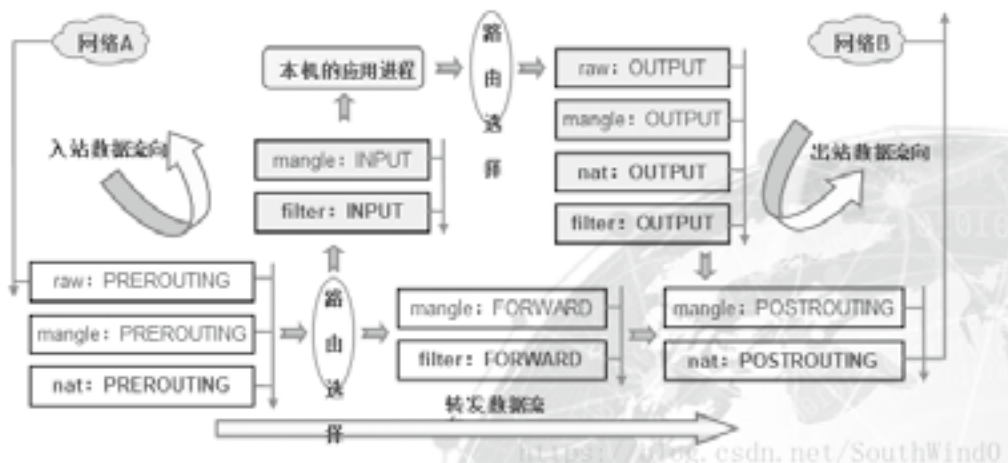 网络A
网络B
本机的应用进程
路由选择
raw: OUTPUT
mangle: OUTPUT
nat: OUTPUT
filter: OUTPUT
入站数据流向
mangle: INPUT
filter: INPUT
出站数据流向
raw: PREROUTING
mangle: PREROUTING
nat: PREROUTING
路由选择
mangle: FORWARD
filter: FORWARD
mangle: POSTROUTING
nat: POSTROUTING
转发数据流
https://blog.csdn.net/SouthWind0